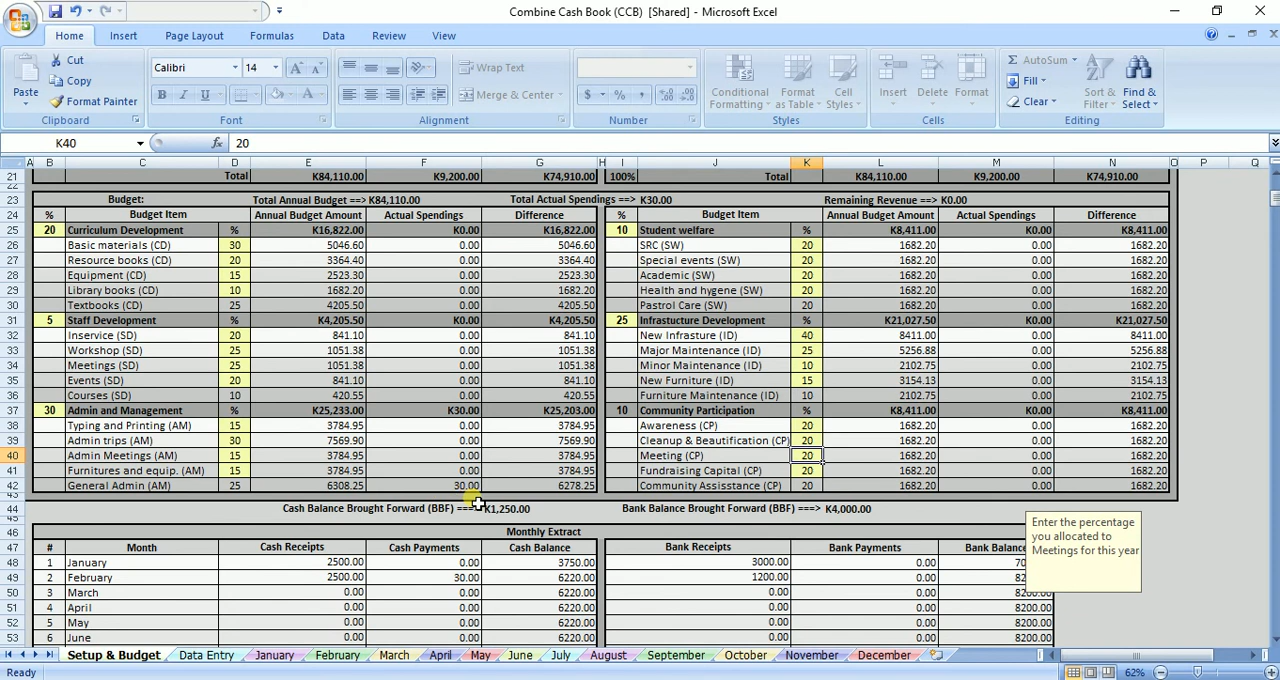 Combine Cash Book (CCB) [Shared] - Microsoft Excel
Home Insert Page Layout Formulas Data Review View
Paste Cut Copy Format Painter Clipboard
Calibri 14 B I U Font
Wrap Text Merge & Center Alignment
$ % , Number
Conditional Formatting Format as Table Cell Styles Styles
Insert Delete Format Cells
Σ AutoSum Fill Clear Sort & Filter Find & Select Editing
K40 fx 20
A B C D E F G H I J K L M N O P Q
21 Total K84,110.00 K9,200.00 K74,910.00 100% Total K84,110.00 K9,200.00 K74,910.00
22
23 Budget: Total Annual Budget ==> K84,110.00 Total Actual Spendings ==> K30.00 Remaining Revenue ==> K0.00
24 % Budget Item Annual Budget Amount Actual Spendings Difference % Budget Item Annual Budget Amount Actual Spendings Difference
25 20 Curriculum Development % K16,822.00 K0.00 K16,822.00 10 Student welfare % K8,411.00 K0.00 K8,411.00
26 Basic materials (CD) 30 5046.60 0.00 5046.60 SRC (SW) 20 1682.20 0.00 1682.20
27 Resource books (CD) 20 3364.40 0.00 3364.40 Special events (SW) 20 1682.20 0.00 1682.20
28 Equipment (CD) 15 2523.30 0.00 2523.30 Academic (SW) 20 1682.20 0.00 1682.20
29 Library books (CD) 10 1682.20 0.00 1682.20 Health and hygene (SW) 20 1682.20 0.00 1682.20
30 Textbooks (CD) 25 4205.50 0.00 4205.50 Pastrol Care (SW) 20 1682.20 0.00 1682.20
31 5 Staff Development % K4,205.50 K0.00 K4,205.50 25 Infrastucture Development % K21,027.50 K0.00 K21,027.50
32 Inservice (SD) 20 841.10 0.00 841.10 New Infrasture (ID) 40 8411.00 0.00 8411.00
33 Workshop (SD) 25 1051.38 0.00 1051.38 Major Maintenance (ID) 25 5256.88 0.00 5256.88
34 Meetings (SD) 25 1051.38 0.00 1051.38 Minor Maintenance (ID) 10 2102.75 0.00 2102.75
35 Events (SD) 20 841.10 0.00 841.10 New Furniture (ID) 15 3154.13 0.00 3154.13
36 Courses (SD) 10 420.55 0.00 420.55 Furniture Maintenance (ID) 10 2102.75 0.00 2102.75
37 30 Admin and Management % K25,233.00 K30.00 K25,203.00 10 Community Participation % K8,411.00 K0.00 K8,411.00
38 Typing and Printing (AM) 15 3784.95 0.00 3784.95 Awareness (CP) 20 1682.20 0.00 1682.20
39 Admin trips (AM) 30 7569.90 0.00 7569.90 Cleanup & Beautification (CP) 20 1682.20 0.00 1682.20
40 Admin Meetings (AM) 15 3784.95 0.00 3784.95 Meeting (CP) 20 1682.20 0.00 1682.20
41 Furnitures and equip. (AM) 15 3784.95 0.00 3784.95 Fundraising Capital (CP) 20 1682.20 0.00 1682.20
42 General Admin (AM) 25 6308.25 30.00 6278.25 Community Assisstance (CP) 20 1682.20 0.00 1682.20
43
44 Cash Balance Brought Forward (BBF) ==== K1,250.00 Bank Balance Brought Forward (BBF) ===> K4,000.00
45
46 Monthly Extract
47 # Month Cash Receipts Cash Payments Cash Balance Bank Receipts Bank Payments Bank Balance
48 1 January 2500.00 0.00 3750.00 3000.00 0.00
49 2 February 2500.00 30.00 6220.00 1200.00 0.00
50 3 March 0.00 0.00 6220.00 0.00 0.00 8200.00
51 4 April 0.00 0.00 6220.00 0.00 0.00 8200.00
52 5 May 0.00 0.00 6220.00 0.00 0.00 8200.00
53 6 June 0.00 0.00 6220.00 0.00 0.00 8200.00
Enter the percentage
you allocated to
Meetings for this year
Setup & Budget Data Entry January February March April May June July August September October November December
Ready 62%